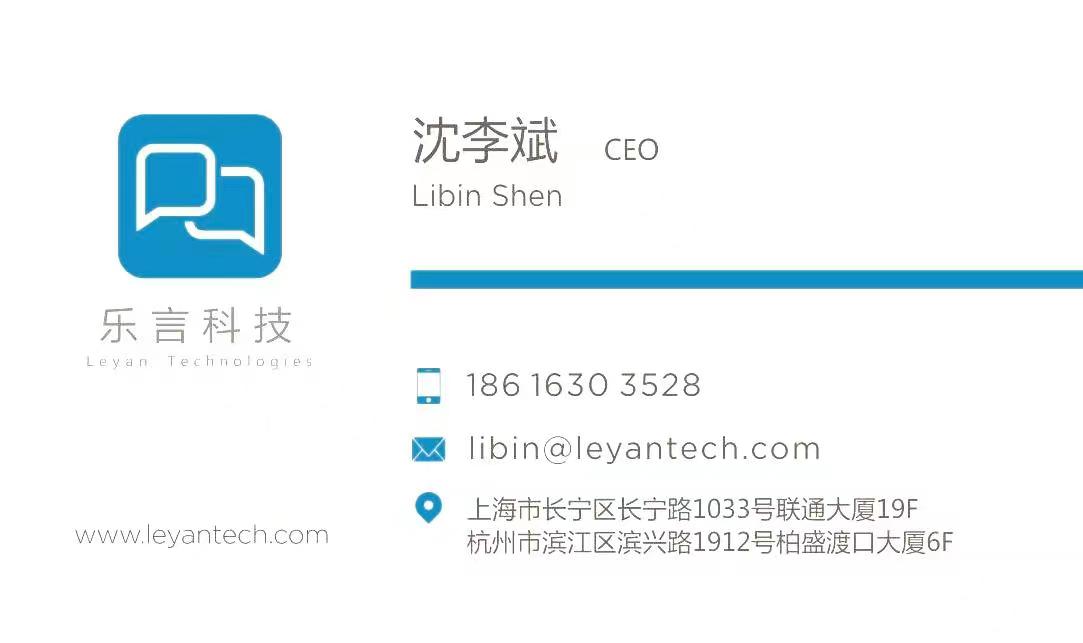 沈李斌 CEO
Libin Shen
乐言科技
Leyan Technologies
186 1630 3528
libin@leyantech.com
上海市长宁区长宁路1033号联通大厦19F
杭州市滨江区滨兴路1912号柏盛渡口大厦6F
www.leyantech.com